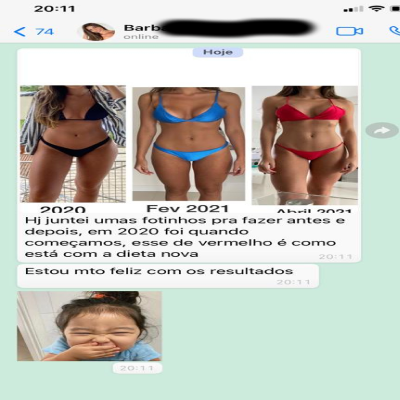 20:11
74
Barb
online
Hoje
2020
Fev 2021
Abril 2021
Hj juntei umas fotinhos pra fazer antes e
depois, em 2020 foi quando
começamos, esse de vermelho é como
está com a dieta nova
20:11
Estou mto feliz com os resultados
20:11
20:11